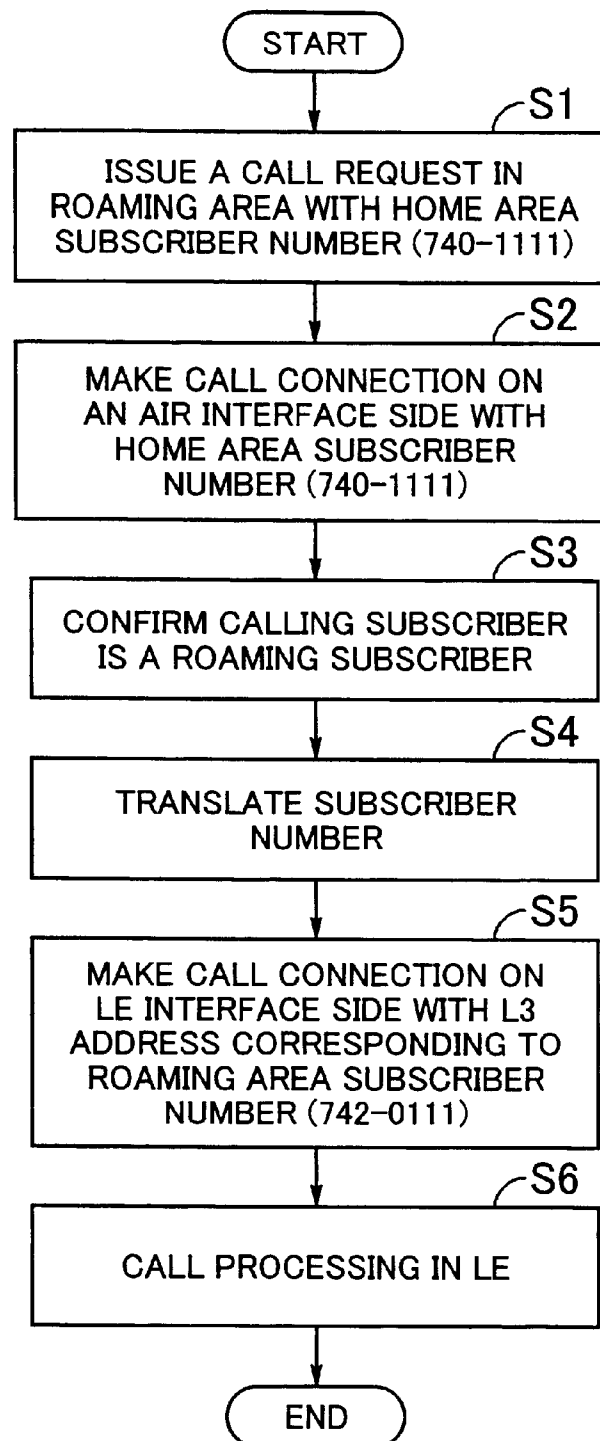 START
S1
ISSUE A CALL REQUEST IN
ROAMING AREA WITH HOME AREA
SUBSCRIBER NUMBER (740-1111)
S2
MAKE CALL CONNECTION ON
AN AIR INTERFACE SIDE WITH
HOME AREA SUBSCRIBER
NUMBER (740-1111)
S3
CONFIRM CALLING SUBSCRIBER
IS A ROAMING SUBSCRIBER
S4
TRANSLATE SUBSCRIBER
NUMBER
S5
MAKE CALL CONNECTION ON
LE INTERFACE SIDE WITH L3
ADDRESS CORRESPONDING TO
ROAMING AREA SUBSCRIBER
NUMBER (742-0111)
S6
CALL PROCESSING IN LE
END